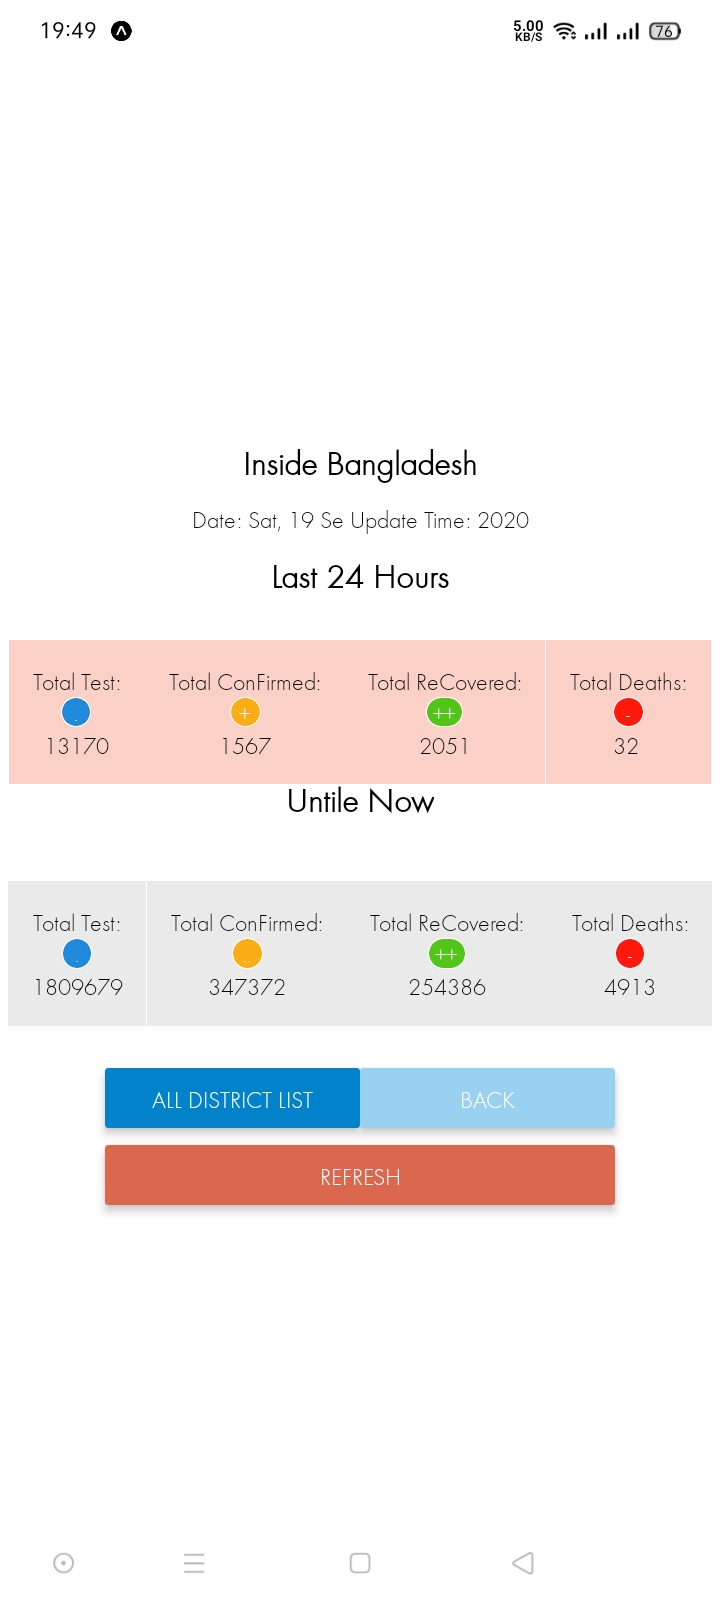 19:49 5.00 KB/S 76
Inside Bangladesh
Date: Sat, 19 Se Update Time: 2020
Last 24 Hours
Total Test: Total ConFirmed: Total ReCovered: Total Deaths:
. + ++ -
13170 1567 2051 32
Untile Now
Total Test: Total ConFirmed: Total ReCovered: Total Deaths:
. .. ++ -
1809679 347372 254386 4913
ALL DISTRICT LIST BACK
REFRESH